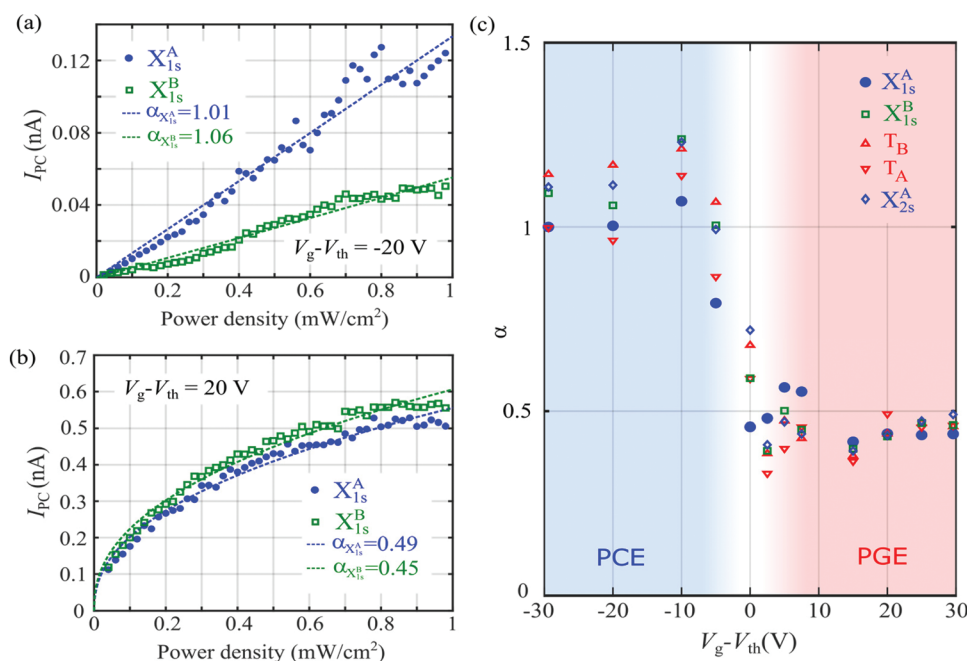 (a)
0.12
0.08
0.04
0
I_PC (nA)
X^A_1s
X^B_1s
α_X^A_1s=1.01
α_X^B_1s=1.06
V_g-V_th = -20 V
0 0.2 0.4 0.6 0.8 1
Power density (mW/cm²)
(b)
0.7
0.6
0.5
0.4
0.3
0.2
0.1
0
I_PC (nA)
V_g-V_th = 20 V
X^A_1s
X^B_1s
α_X^A_1s=0.49
α_X^B_1s=0.45
0 0.2 0.4 0.6 0.8 1
Power density (mW/cm²)
(c)
1.5
1
0.5
0
α
X^A_1s
X^B_1s
T_B
T_A
X^A_2s
PCE
PGE
-30 -20 -10 0 10 20 30
V_g-V_th(V)